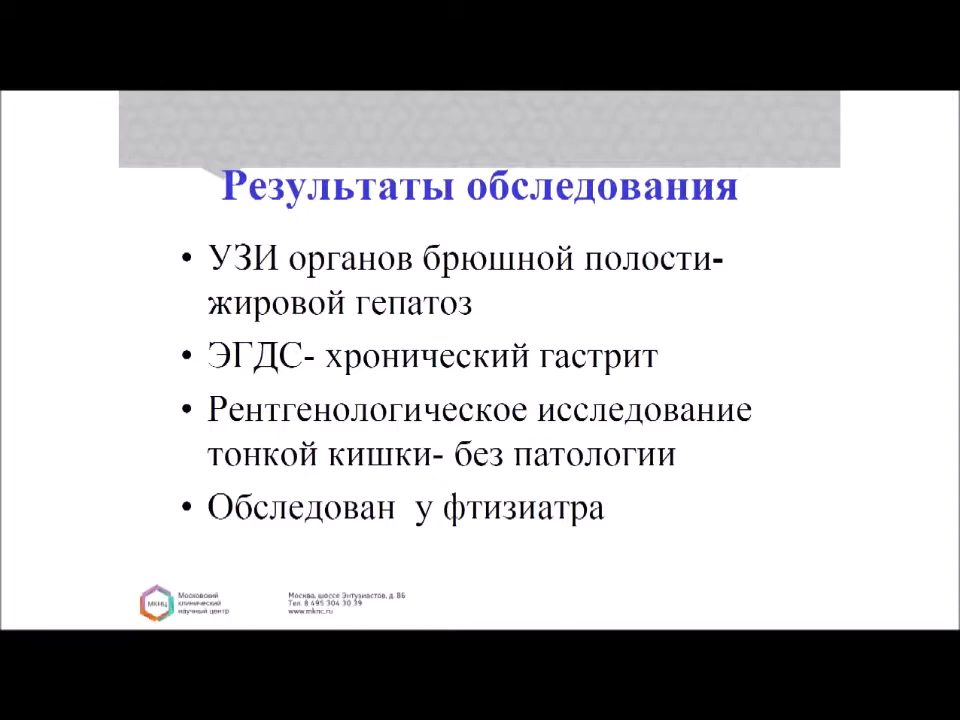 Результаты обследования
• УЗИ органов брюшной полости-
жировой гепатоз
• ЭГДС- хронический гастрит
• Рентгенологическое исследование
тонкой кишки- без патологии
• Обследован у фтизиатра
МКНЦ
Московский
клинический
научный центр
Москва, шоссе Энтузиастов, д. 86
Тел. 8 495 304 30 39
www.mknc.ru